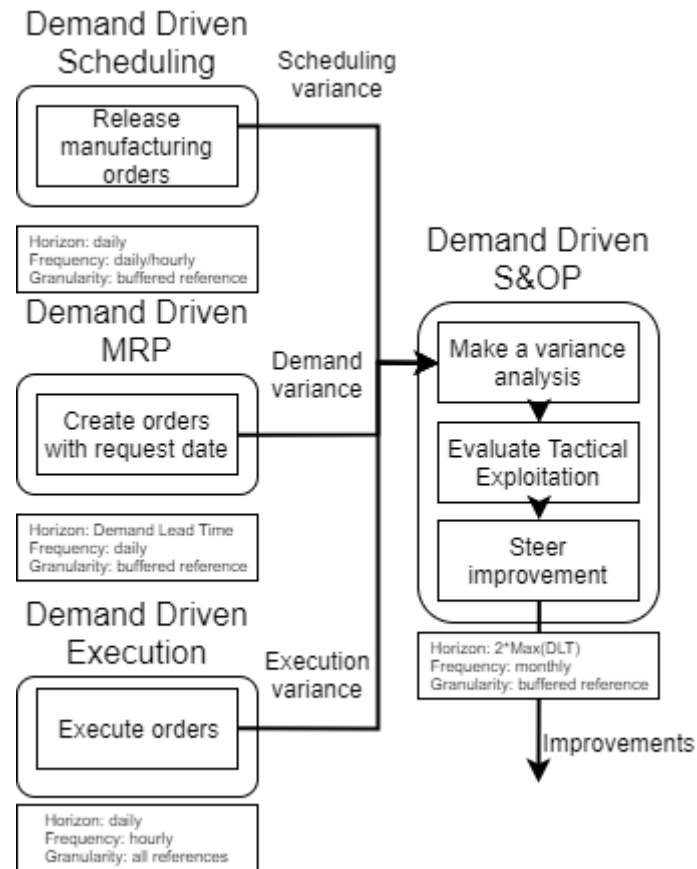 Demand Driven
Scheduling
Release
manufacturing
orders
Scheduling
variance
Horizon: daily
Frequency: daily/hourly
Granularity: buffered reference
Demand Driven
MRP
Create orders
with request date
Demand
variance
Horizon: Demand Lead Time
Frequency: daily
Granularity: buffered reference
Demand Driven
Execution
Execute orders
Execution
variance
Horizon: daily
Frequency: hourly
Granularity: all references
Demand Driven
S&OP
Make a variance
analysis
Evaluate Tactical
Exploitation
Steer
improvement
Horizon: 2*Max(DLT)
Frequency: monthly
Granularity: buffered reference
Improvements